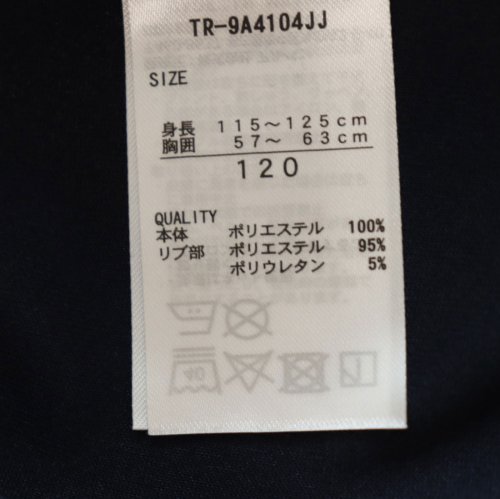 TR-9A4104JJ
SIZE
身長 115～125cm
胸囲 57～ 63cm
120
QUALITY
本体 ポリエステル 100%
リブ部 ポリエステル 95%
ポリウレタン 5%
40